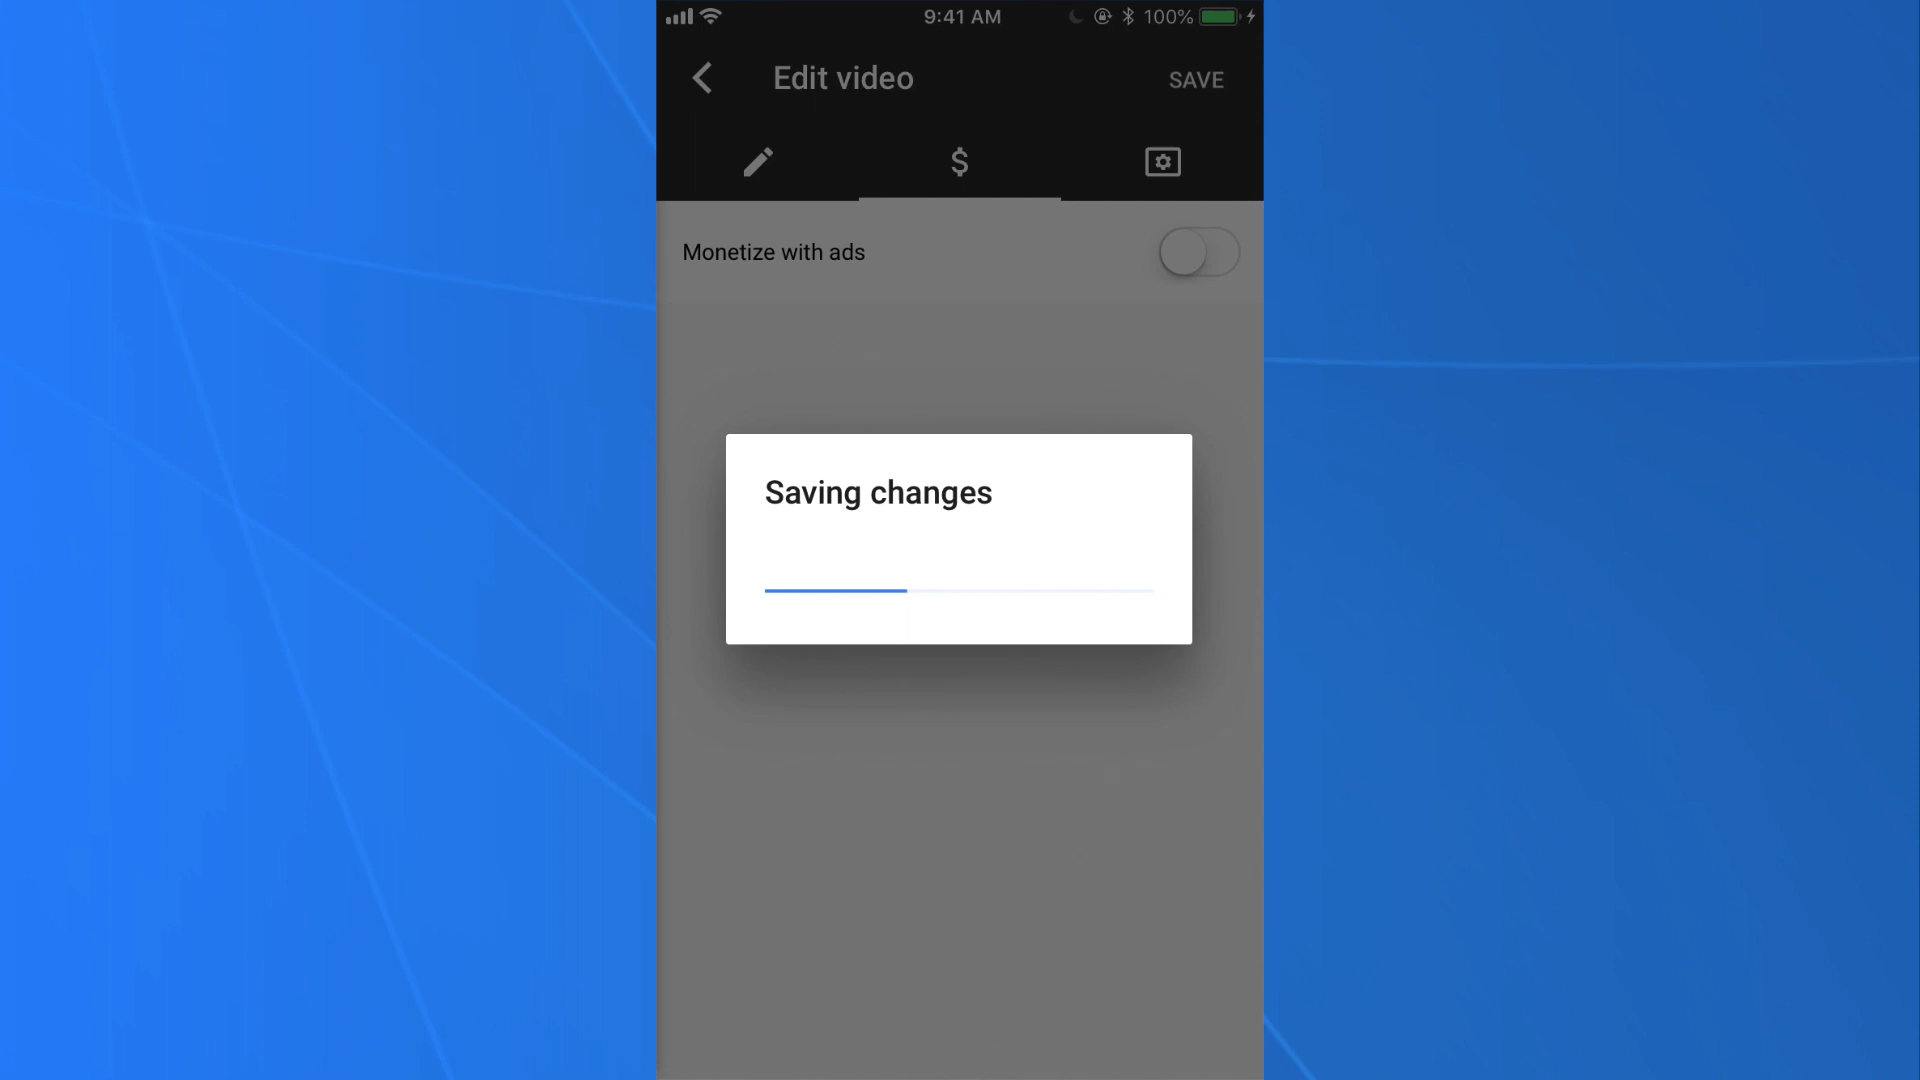 9:41 AM
100%
Edit video
SAVE
$
Monetize with ads
Saving changes